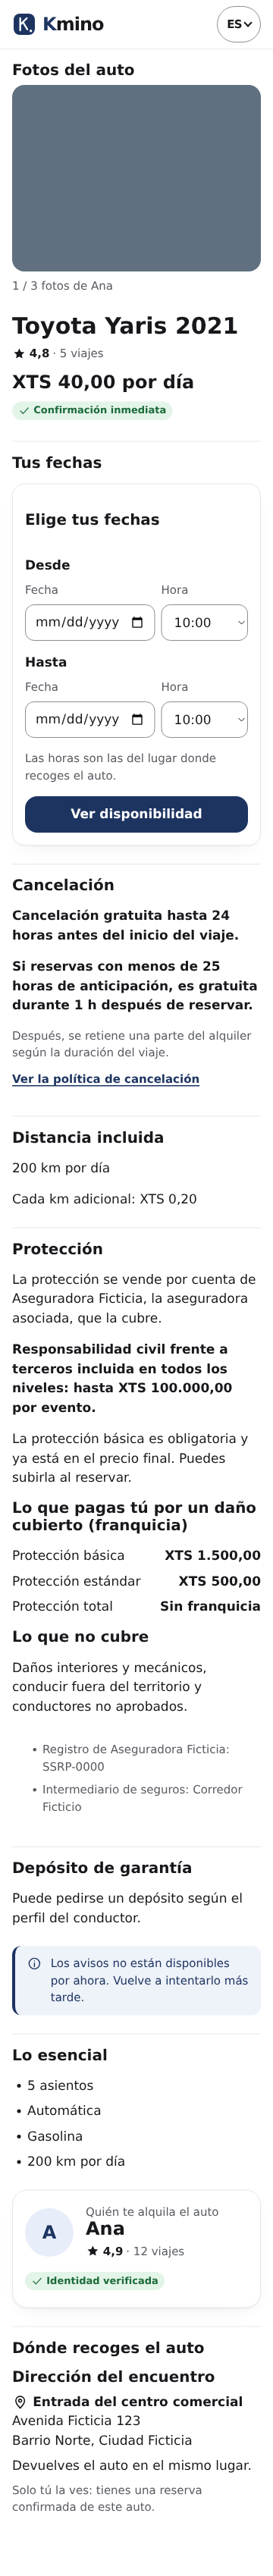 Kmino
ES
Fotos del auto
1 / 3 fotos de Ana
Toyota Yaris 2021
★ 4,8 · 5 viajes
XTS 40,00 por día
Confirmación inmediata
Tus fechas
Elige tus fechas
Desde
Fecha Hora
mm/dd/yyyy 10:00
Hasta
Fecha Hora
mm/dd/yyyy 10:00
Las horas son las del lugar donde
recoges el auto.
Ver disponibilidad
Cancelación
Cancelación gratuita hasta 24
horas antes del inicio del viaje.
Si reservas con menos de 25
horas de anticipación, es gratuita
durante 1 h después de reservar.
Después, se retiene una parte del alquiler
según la duración del viaje.
Ver la política de cancelación
Distancia incluida
200 km por día
Cada km adicional: XTS 0,20
Protección
La protección se vende por cuenta de
Aseguradora Ficticia, la aseguradora
asociada, que la cubre.
Responsabilidad civil frente a
terceros incluida en todos los
niveles: hasta XTS 100.000,00
por evento.
La protección básica es obligatoria y
ya está en el precio final. Puedes
subirla al reservar.
Lo que pagas tú por un daño
cubierto (franquicia)
Protección básica XTS 1.500,00
Protección estándar XTS 500,00
Protección total Sin franquicia
Lo que no cubre
Daños interiores y mecánicos,
conducir fuera del territorio y
conductores no aprobados.
• Registro de Aseguradora Ficticia:
SSRP-0000
• Intermediario de seguros: Corredor
Ficticio
Depósito de garantía
Puede pedirse un depósito según el
perfil del conductor.
Los avisos no están disponibles
por ahora. Vuelve a intentarlo más
tarde.
Lo esencial
• 5 asientos
• Automática
• Gasolina
• 200 km por día
A
Quién te alquila el auto
Ana
★ 4,9 · 12 viajes
Identidad verificada
Dónde recoges el auto
Dirección del encuentro
Entrada del centro comercial
Avenida Ficticia 123
Barrio Norte, Ciudad Ficticia
Devuelves el auto en el mismo lugar.
Solo tú la ves: tienes una reserva
confirmada de este auto.